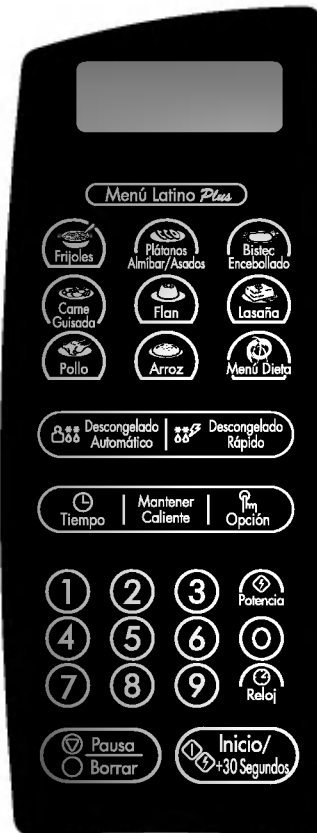 Menú Latino Plus
Frijoles
Plátanos
Almíbar/Asados
Bistec
Encebollado
Carne
Guisada
Flan
Lasaña
Pollo
Arroz
Menú Dieta
Descongelado
Automático
Descongelado
Rápido
Tiempo
Mantener
Caliente
Opción
1 2 3
Potencia
4 5 6 0
7 8 9
Reloj
Pausa
Borrar
Inicio/
+30 Segundos